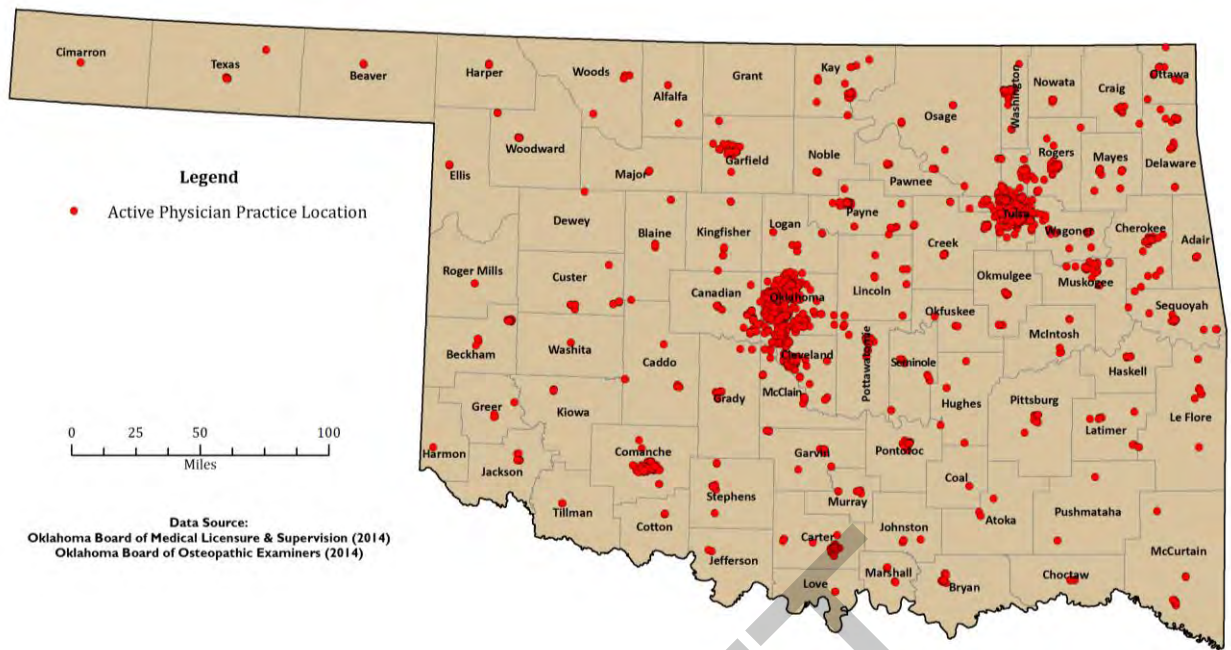 Cimarron
Texas
Beaver
Harper
Woods
Alfalfa
Grant
Kay
Osage
Washington
Nowata
Craig
Ottawa
Woodward
Ellis
Major
Garfield
Noble
Pawnee
Rogers
Mayes
Delaware
Legend
Active Physician Practice Location
Dewey
Blaine
Kingfisher
Logan
Payne
Creek
Tulsa
Wagoner
Cherokee
Adair
Roger Mills
Custer
Canadian
Oklahoma
Lincoln
Okmulgee
Muskogee
Sequoyah
Okfuskee
McIntosh
Beckham
Washita
Caddo
Cleveland
Pottawatomie
Seminole
Haskell
Greer
Kiowa
Grady
McClain
Hughes
Pittsburg
Latimer
Le Flore
0 25 50 100
Miles
Harmon
Jackson
Comanche
Garvin
Pontotoc
Coal
Stephens
Tillman
Cotton
Murray
Johnston
Atoka
Pushmataha
McCurtain
Data Source:
Oklahoma Board of Medical Licensure & Supervision (2014)
Oklahoma Board of Osteopathic Examiners (2014)
Jefferson
Carter
Love
Marshall
Bryan
Choctaw